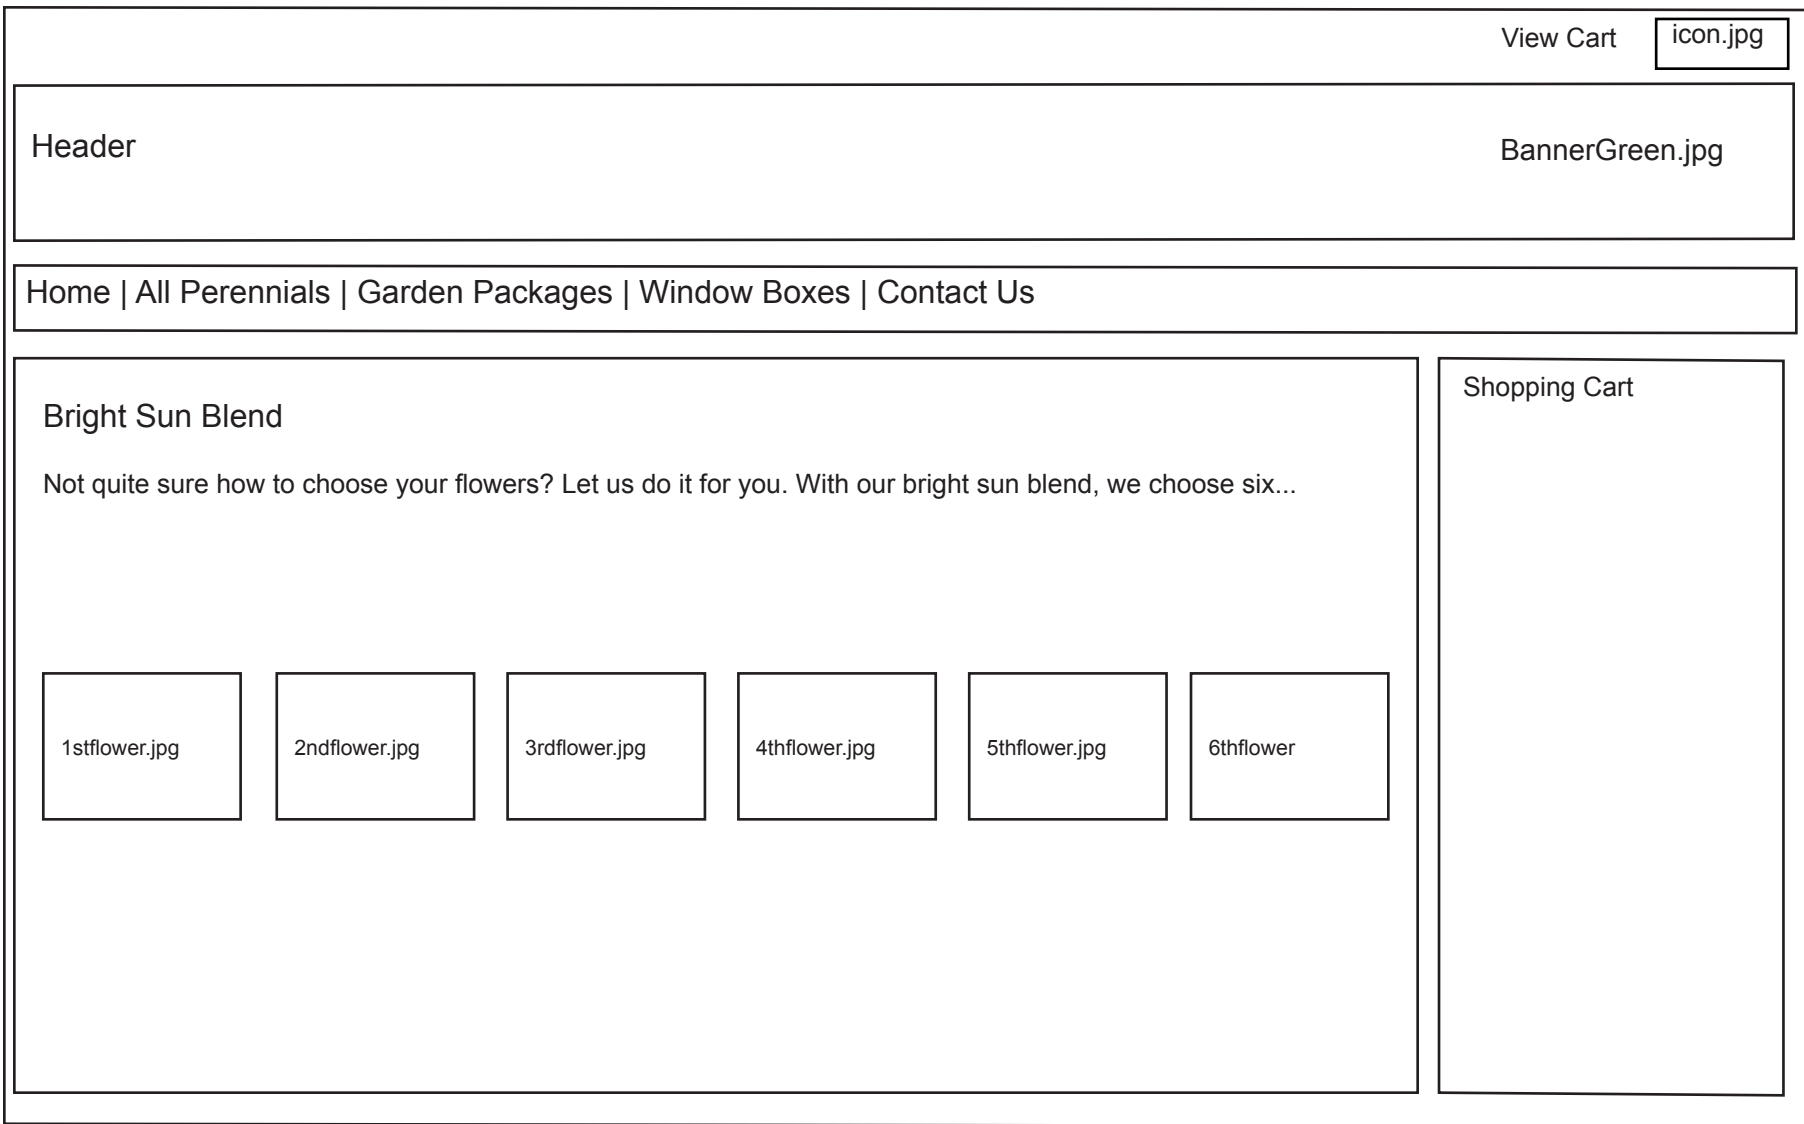 View Cart
icon.jpg
Header
BannerGreen.jpg
Home | All Perennials | Garden Packages | Window Boxes | Contact Us
Bright Sun Blend
Not quite sure how to choose your flowers? Let us do it for you. With our bright sun blend, we choose six...
Shopping Cart
1stflower.jpg
2ndflower.jpg
3rdflower.jpg
4thflower.jpg
5thflower.jpg
6thflower